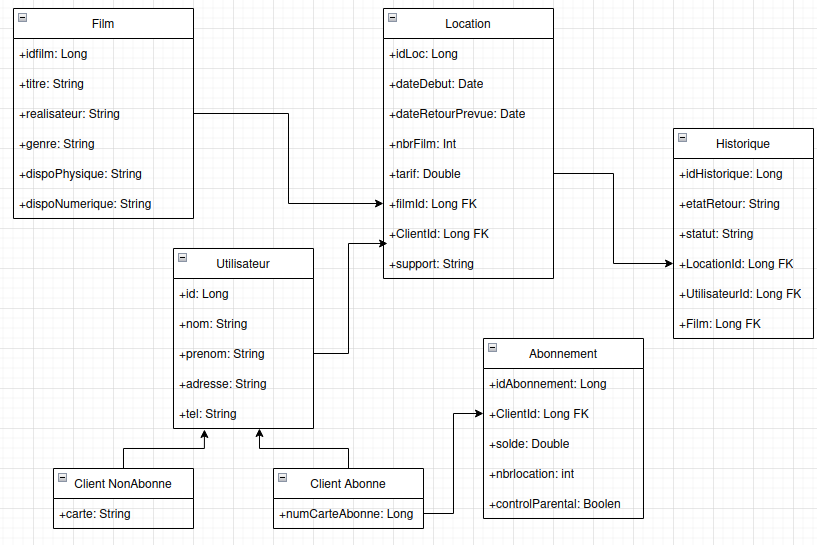 Film
+idfilm: Long
+titre: String
+realisateur: String
+genre: String
+dispoPhysique: String
+dispoNumerique: String
Location
+idLoc: Long
+dateDebut: Date
+dateRetourPrevue: Date
+nbrFilm: Int
+tarif: Double
+filmId: Long FK
+ClientId: Long FK
+support: String
Historique
+idHistorique: Long
+etatRetour: String
+statut: String
+LocationId: Long FK
+UtilisateurId: Long FK
+Film: Long FK
Utilisateur
+id: Long
+nom: String
+prenom: String
+adresse: String
+tel: String
Abonnement
+idAbonnement: Long
+ClientId: Long FK
+solde: Double
+nbrlocation: int
+controlParental: Boolen
Client NonAbonne
+carte: String
Client Abonne
+numCarteAbonne: Long